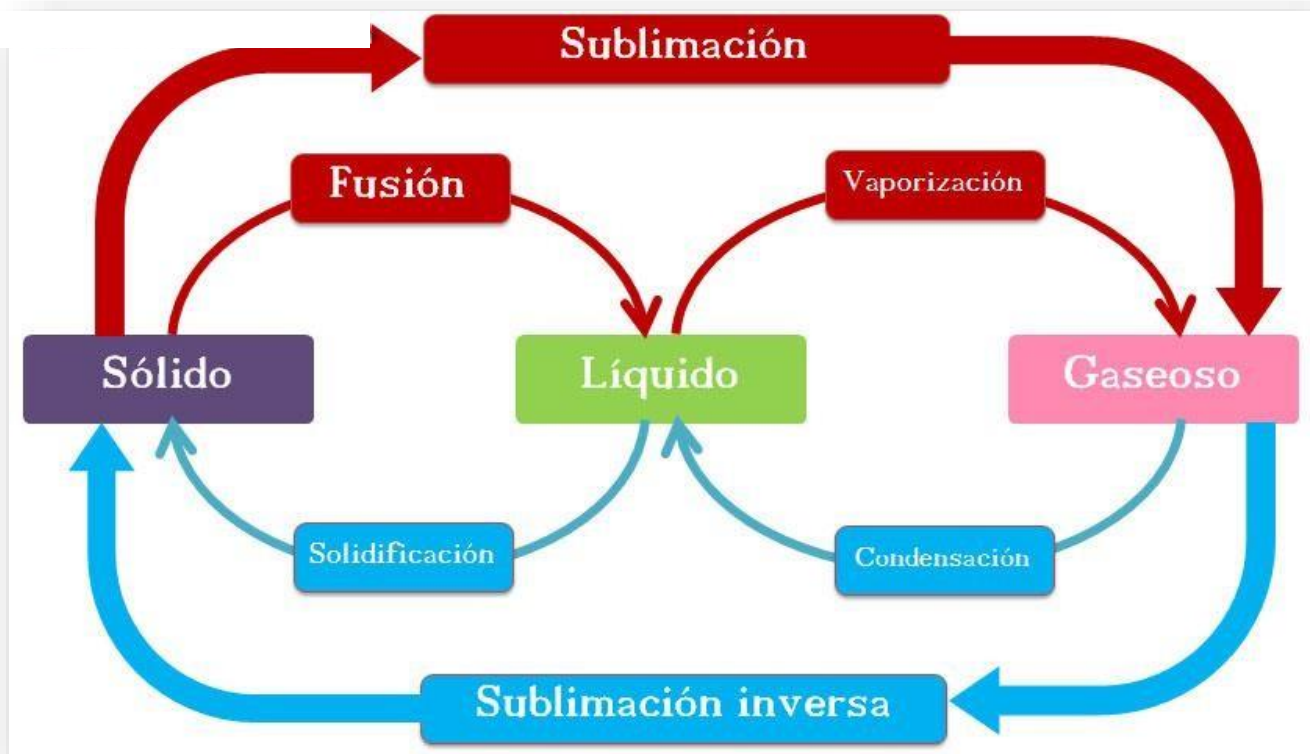 Sublimación
Fusión
Vaporización
Sólido
Líquido
Gaseoso
Solidificación
Condensación
Sublimación inversa